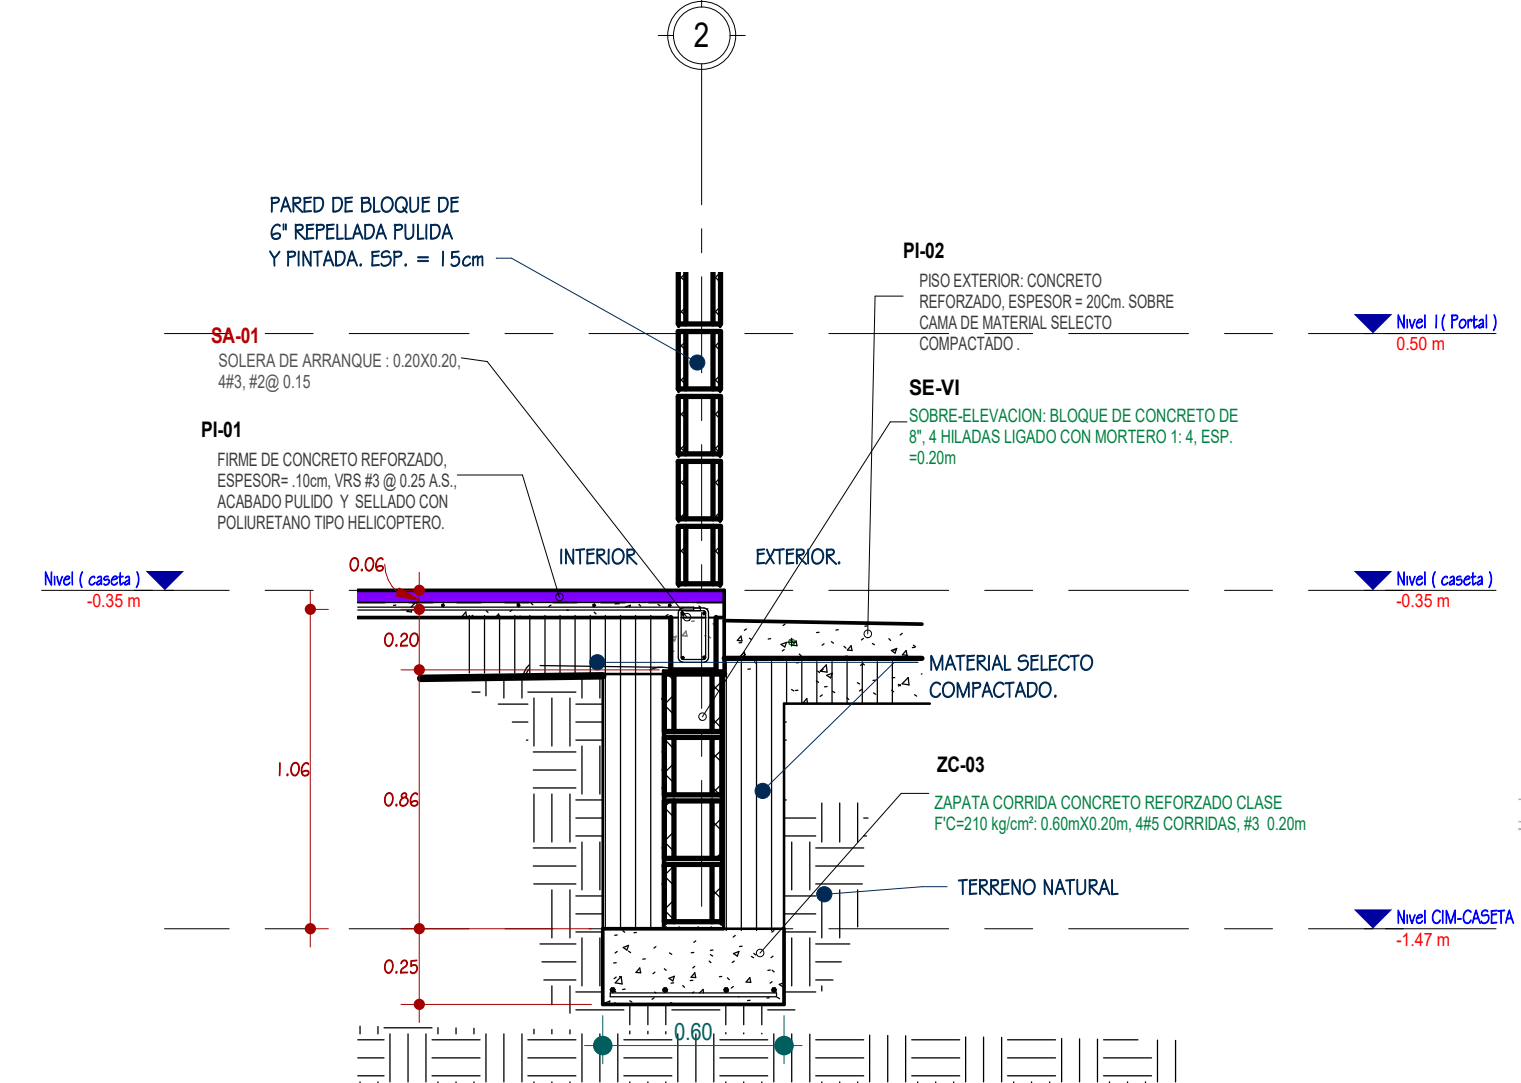 2
PARED DE BLOQUE DE
6" REPELLADA PULIDA
Y PINTADA. ESP. = 15cm
PI-02
PISO EXTERIOR: CONCRETO
REFORZADO, ESPESOR = 20Cm. SOBRE
CAMA DE MATERIAL SELECTO
COMPACTADO .
Nivel 1 ( Portal )
0.50 m
SA-01
SOLERA DE ARRANQUE : 0.20X0.20,
4#3, #2@ 0.15
SE-VI
SOBRE-ELEVACION: BLOQUE DE CONCRETO DE
8", 4 HILADAS LIGADO CON MORTERO 1: 4, ESP.
=0.20m
PI-01
FIRME DE CONCRETO REFORZADO,
ESPESOR= .10cm, VRS #3 @ 0.25 A.S.,
ACABADO PULIDO Y SELLADO CON
POLIURETANO TIPO HELICOPTERO.
INTERIOR
EXTERIOR.
0.06
Nivel ( caseta )
-0.35 m
Nivel ( caseta )
-0.35 m
0.20
MATERIAL SELECTO
COMPACTADO.
1.06
0.86
ZC-03
ZAPATA CORRIDA CONCRETO REFORZADO CLASE
F'C=210 kg/cm²: 0.60mX0.20m, 4#5 CORRIDAS, #3 0.20m
TERRENO NATURAL
Nivel CIM-CASETA
-1.47 m
0.25
0.60